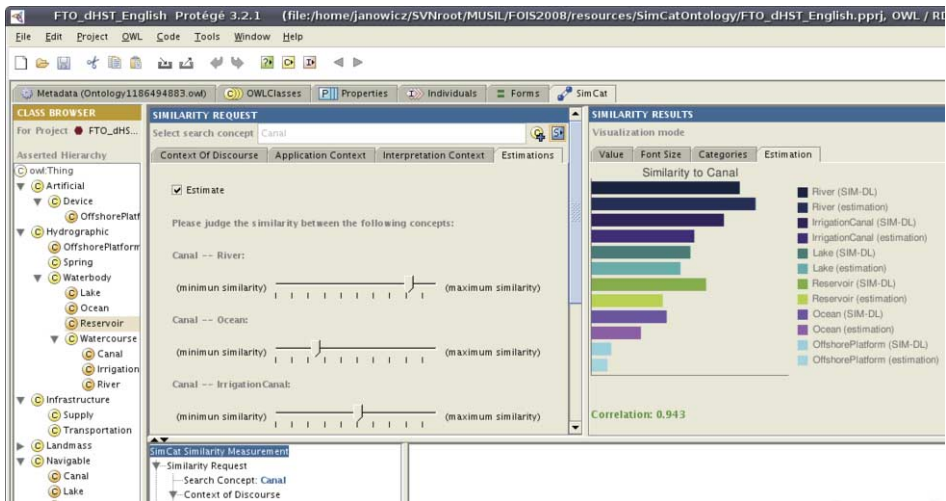 FTO_dHST_English Protégé 3.2.1 (file:/home/janowicz/SVNroot/MUSIL/FOIS2008/resources/SimCatOntology/FTO_dHST_English.pprj, OWL / RD
File Edit Project OWL Code Tools Window Help
Metadata (Ontology1186494883.owl) OWLClasses Properties Individuals Forms SimCat
CLASS BROWSER
For Project FTO_dHS...
Asserted Hierarchy
owl:Thing
Artificial
Device
OffshorePlatf
Hydrographic
OffshorePlatform
Spring
Waterbody
Lake
Ocean
Reservoir
Watercourse
Canal
Irrigation
River
Infrastructure
Supply
Transportation
Landmass
Navigable
Canal
Lake
SIMILARITY REQUEST
Select search concept Canal
Context Of Discourse Application Context Interpretation Context Estimations
Estimate
Please judge the similarity between the following concepts:
Canal -- River:
(minimun similarity) (maximum similarity)
Canal -- Ocean:
(minimun similarity) (maximum similarity)
Canal -- IrrigationCanal:
(minimun similarity) (maximum similarity)
SimCat Similarity Measurement
Similarity Request
Search Concept: Canal
Context of Discourse
SIMILARITY RESULTS
Visualization mode
Value Font Size Categories Estimation
Similarity to Canal
River (SIM-DL)
River (estimation)
IrrigationCanal (SIM-DL)
IrrigationCanal (estimation)
Lake (SIM-DL)
Lake (estimation)
Reservoir (SIM-DL)
Reservoir (estimation)
Ocean (SIM-DL)
Ocean (estimation)
OffshorePlatform (SIM-DL)
OffshorePlatform (estimation)
Correlation: 0.943